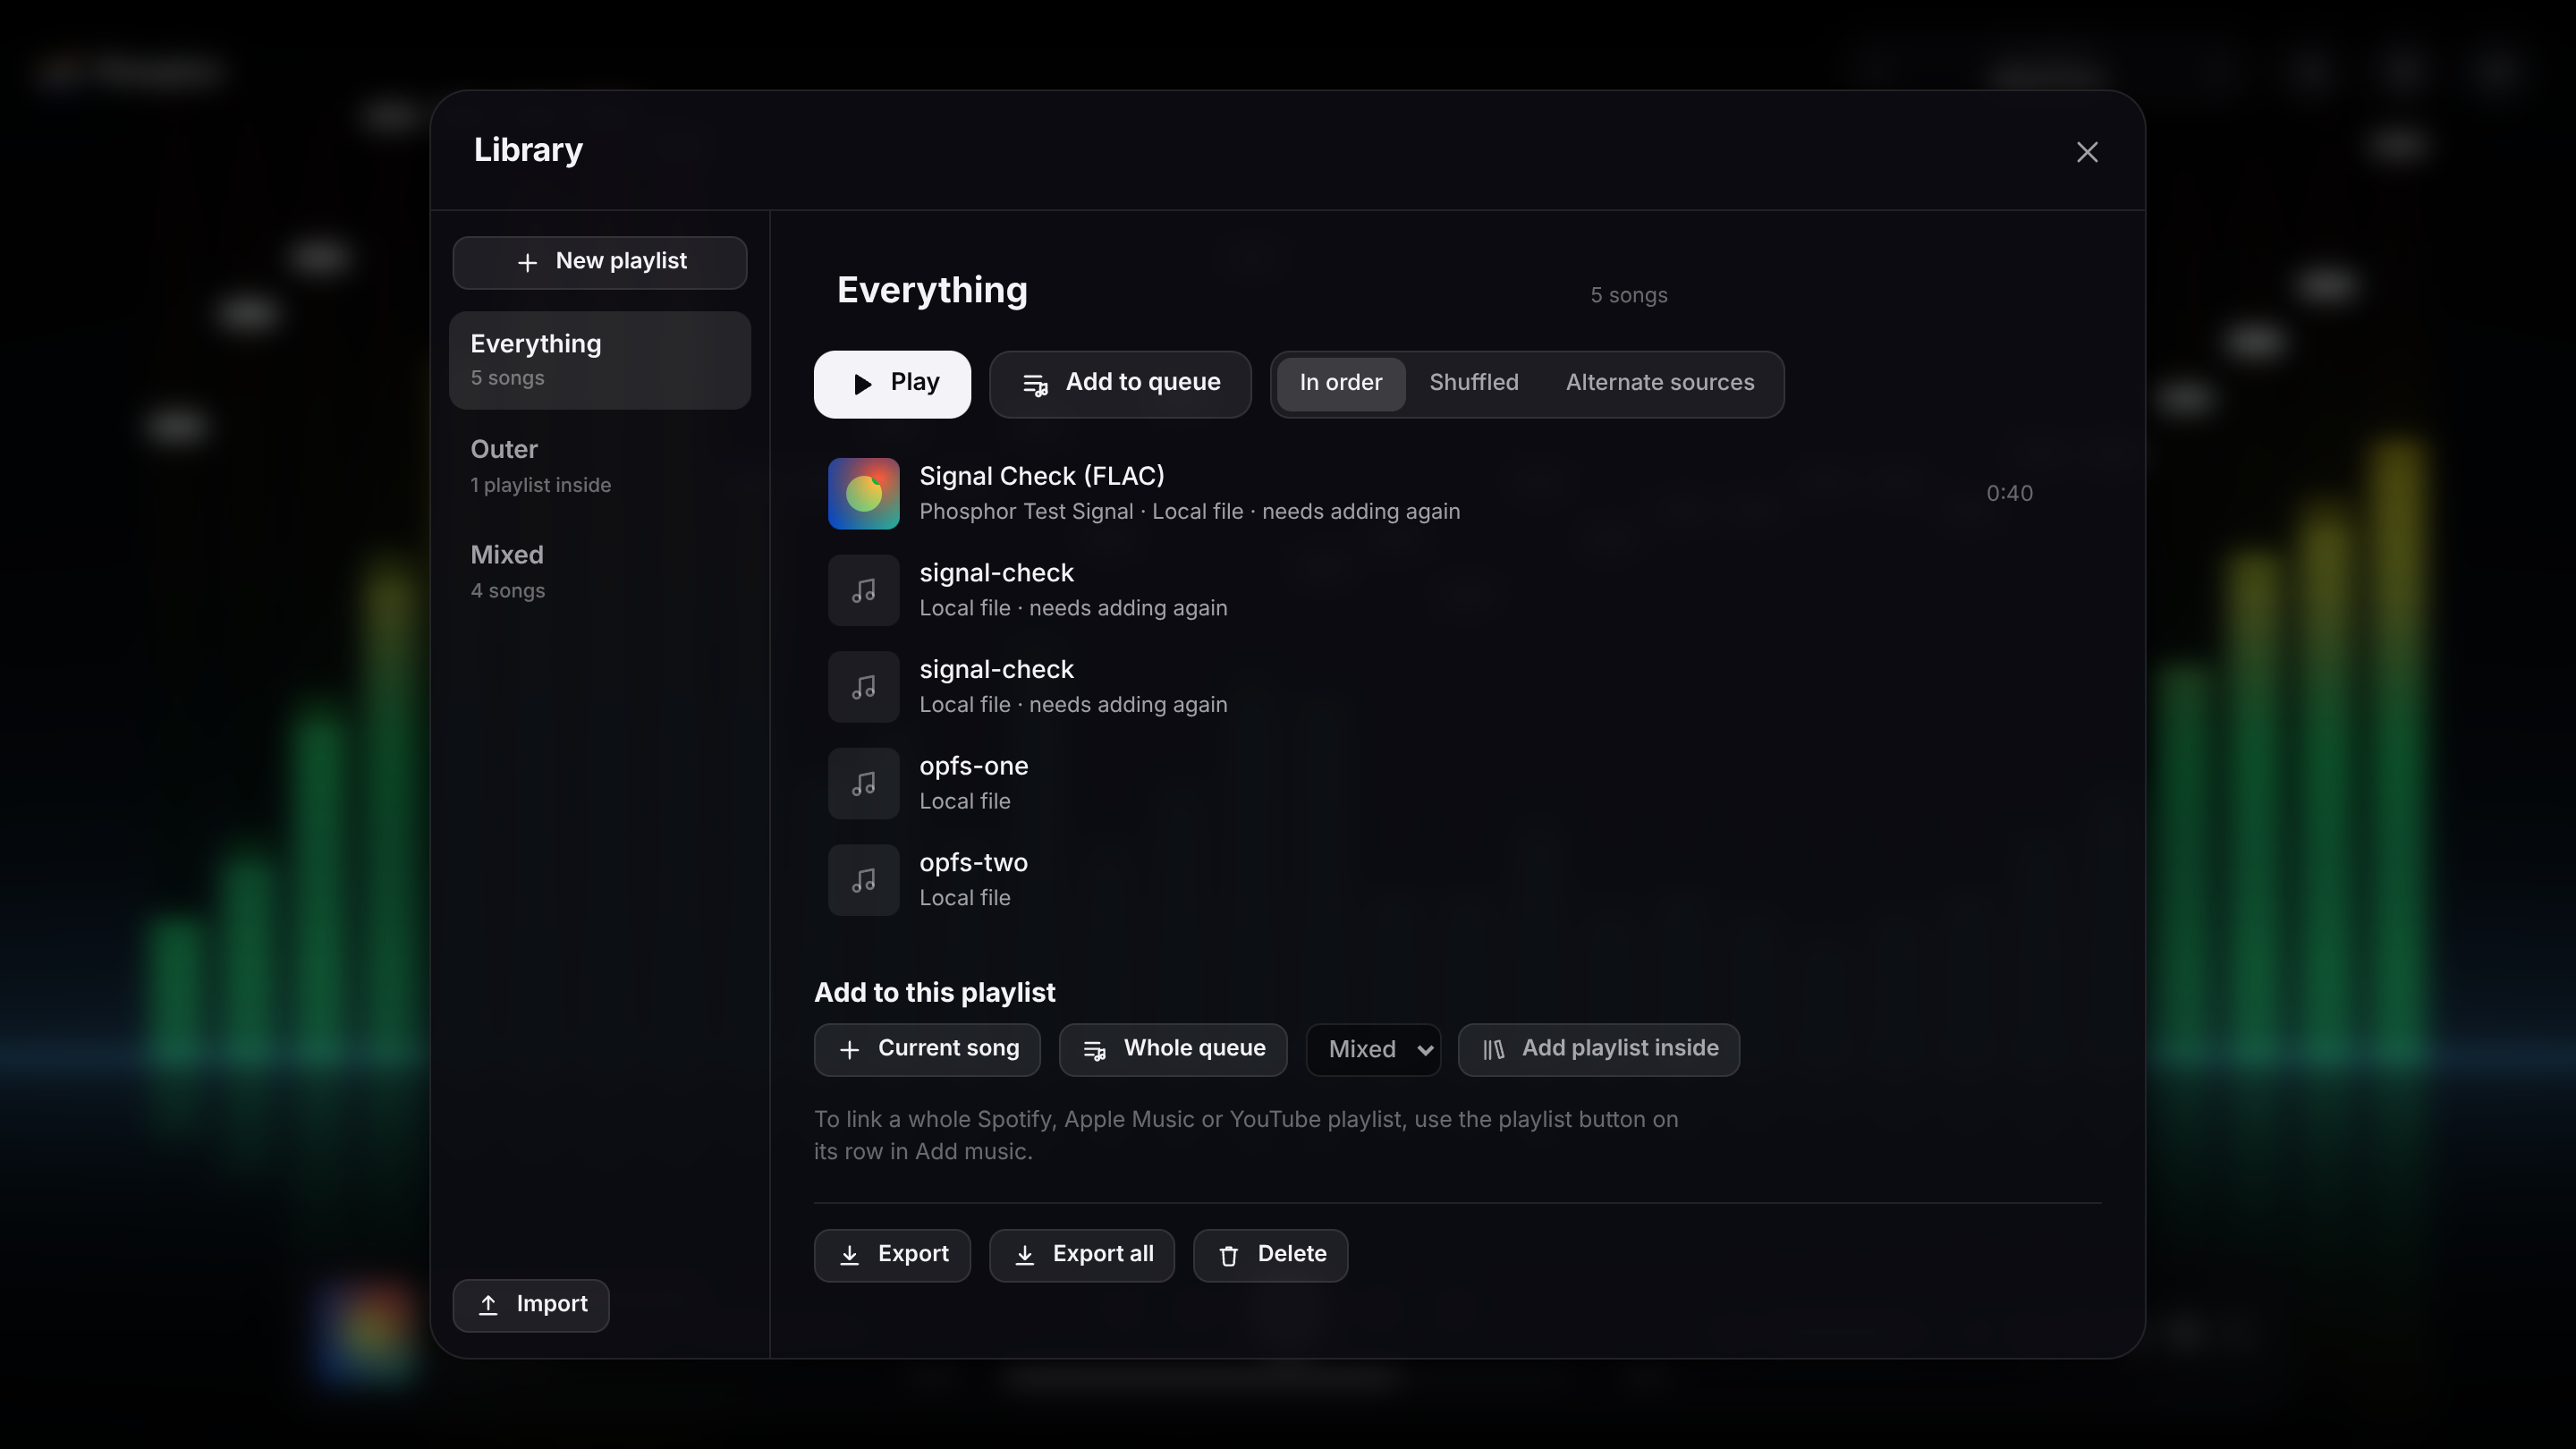 Library
New playlist
Everything
5 songs
Outer
1 playlist inside
Mixed
4 songs
Import
Everything
5 songs
Play
Add to queue
In order
Shuffled
Alternate sources
Signal Check (FLAC)
Phosphor Test Signal · Local file · needs adding again
0:40
signal-check
Local file · needs adding again
signal-check
Local file · needs adding again
opfs-one
Local file
opfs-two
Local file
Add to this playlist
Current song
Whole queue
Mixed
Add playlist inside
To link a whole Spotify, Apple Music or YouTube playlist, use the playlist button on
its row in Add music.
Export
Export all
Delete